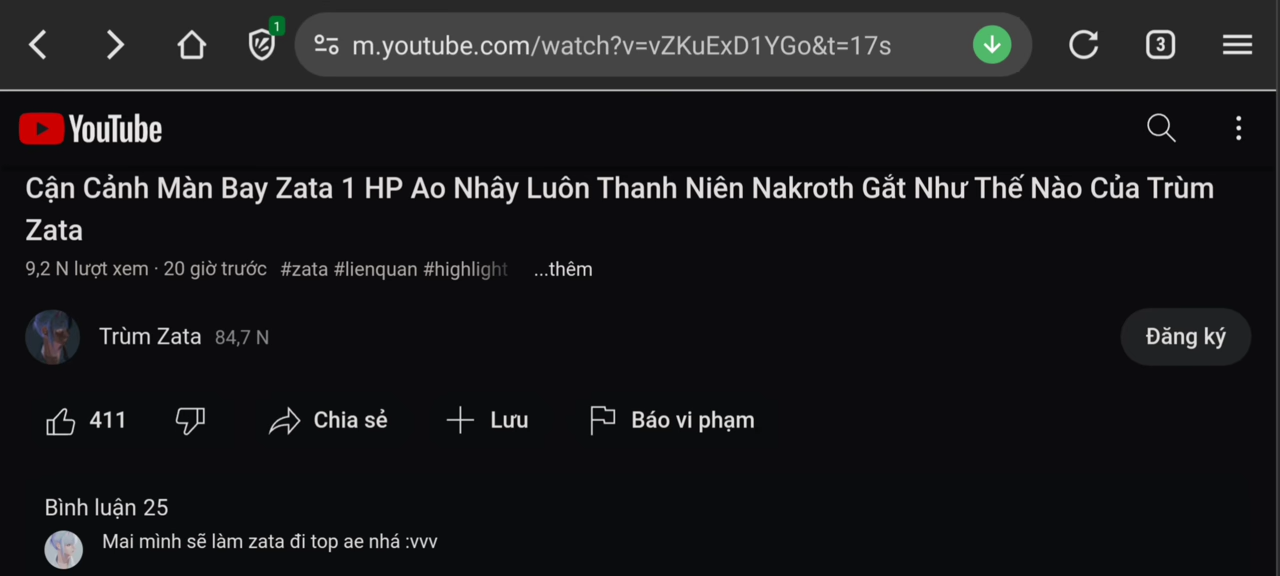 1
m.youtube.com/watch?v=vZKuExD1YGo&t=17s
3
YouTube
Cận Cảnh Màn Bay Zata 1 HP Ao Nhây Luôn Thanh Niên Nakroth Gắt Như Thế Nào Của Trùm
Zata
9,2 N lượt xem · 20 giờ trước #zata #lienquan #highlight ...thêm
Trùm Zata 84,7 N
Đăng ký
411 Chia sẻ Lưu Báo vi phạm
Bình luận 25
Mai mình sẽ làm zata đi top ae nhá :vvv